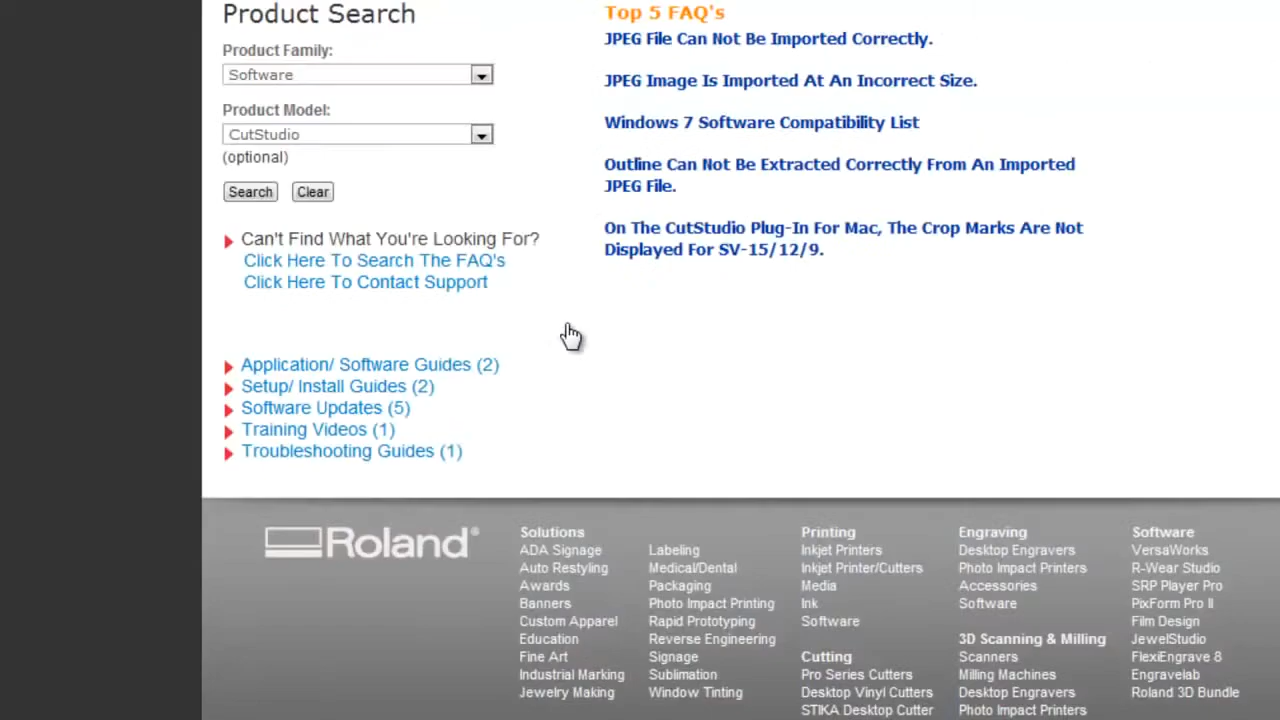 Product Search
Product Family:
Software
Product Model:
CutStudio
(optional)
Search Clear
Can't Find What You're Looking For?
Click Here To Search The FAQ's
Click Here To Contact Support
Application/ Software Guides (2)
Setup/ Install Guides (2)
Software Updates (5)
Training Videos (1)
Troubleshooting Guides (1)
Top 5 FAQ's
JPEG File Can Not Be Imported Correctly.
JPEG Image Is Imported At An Incorrect Size.
Windows 7 Software Compatibility List
Outline Can Not Be Extracted Correctly From An Imported
JPEG File.
On The CutStudio Plug-In For Mac, The Crop Marks Are Not
Displayed For SV-15/12/9.
Roland®
Solutions
ADA Signage
Auto Restyling
Awards
Banners
Custom Apparel
Education
Fine Art
Industrial Marking
Jewelry Making
Labeling
Medical/Dental
Packaging
Photo Impact Printing
Rapid Prototyping
Reverse Engineering
Signage
Sublimation
Window Tinting
Printing
Inkjet Printers
Inkjet Printer/Cutters
Media
Ink
Software
Cutting
Pro Series Cutters
Desktop Vinyl Cutters
STIKA Desktop Cutter
Engraving
Desktop Engravers
Photo Impact Printers
Accessories
Software
3D Scanning & Milling
Scanners
Milling Machines
Desktop Engravers
Photo Impact Printers
Software
VersaWorks
R-Wear Studio
SRP Player Pro
PixForm Pro II
Film Design
JewelStudio
FlexiEngrave 8
Engravelab
Roland 3D Bundle